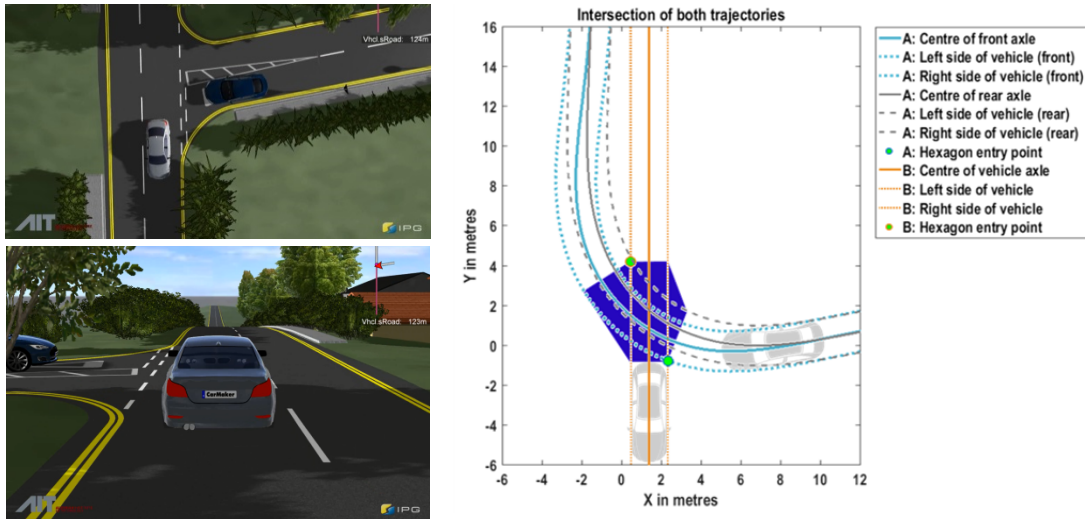 Vhcl.sRoad: 124m
AIT
IPG
CarMaker
Vhcl.sRoad: 123m
AIT
IPG
Intersection of both trajectories
Y in metres
16
14
12
10
8
6
4
2
0
-2
-4
-6
-6 -4 -2 0 2 4 6 8 10 12
X in metres
A: Centre of front axle
A: Left side of vehicle (front)
A: Right side of vehicle (front)
A: Centre of rear axle
A: Left side of vehicle (rear)
A: Right side of vehicle (rear)
A: Hexagon entry point
B: Centre of vehicle axle
B: Left side of vehicle
B: Right side of vehicle
B: Hexagon entry point